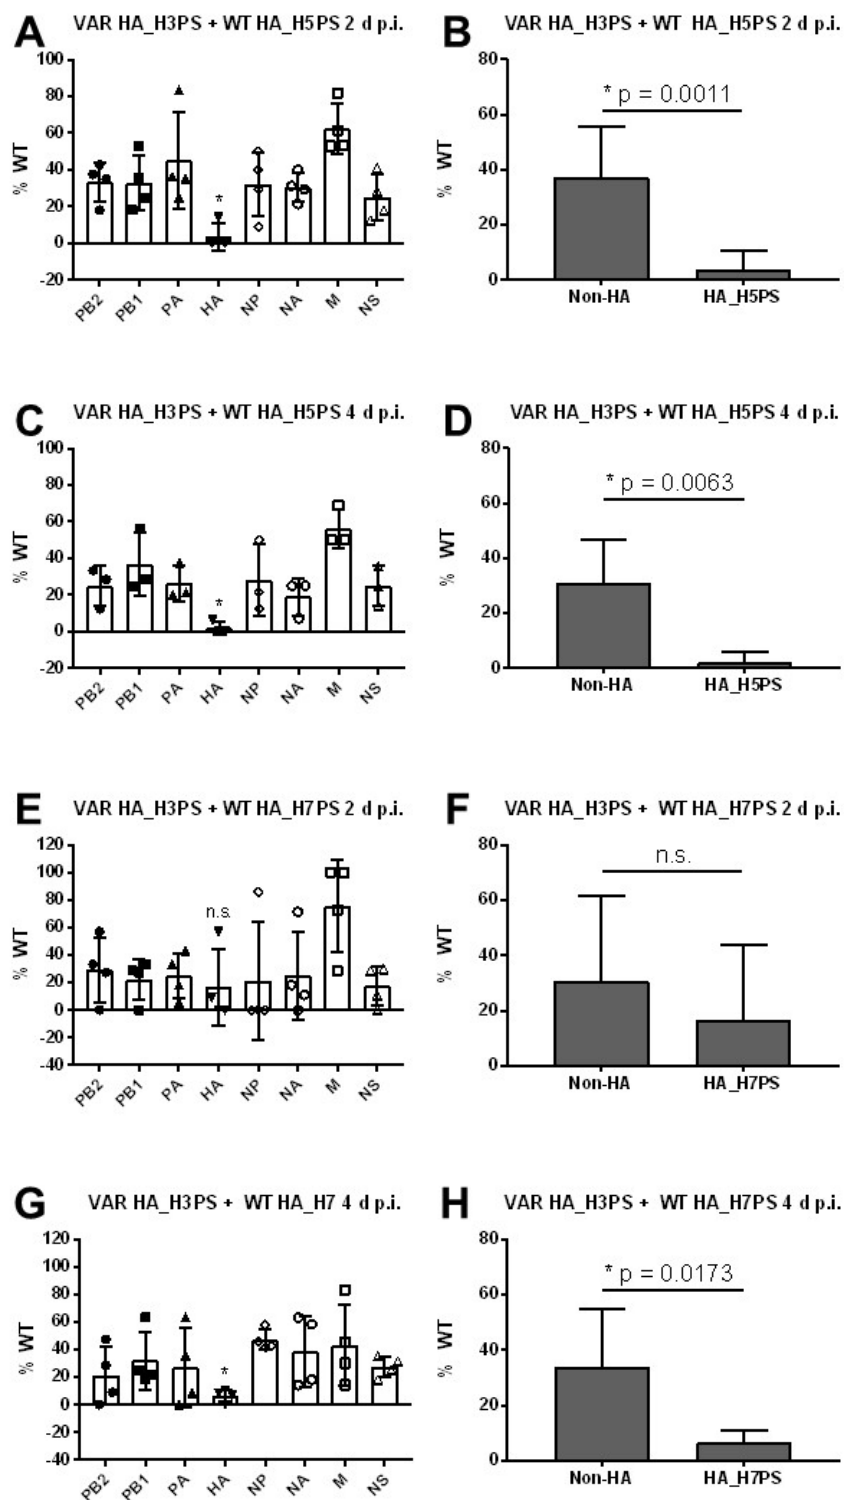 A VAR HA_H3PS + WT HA_H5PS 2 d p.i.
% WT
100
80
60
40
20
0
-20
PB2 PB1 PA HA NP NA M NS
*
B VAR HA_H3PS + WT HA_H5PS 2 d p.i.
% WT
80
60
40
20
0
* p = 0.0011
Non-HA HA_H5PS
C VAR HA_H3PS + WT HA_H5PS 4 d p.i.
% WT
100
80
60
40
20
0
-20
*
PB2 PB1 PA HA NP NA M NS
D VAR HA_H3PS + WT HA_H5PS 4 d p.i.
% WT
80
60
40
20
0
* p = 0.0063
Non-HA HA_H5PS
E VAR HA_H3PS + WT HA_H7PS 2 d p.i.
% WT
120
100
80
60
40
20
0
-20
-40
n.s.
PB2 PB1 PA HA NP NA M NS
F VAR HA_H3PS + WT HA_H7PS 2 d p.i.
% WT
80
60
40
20
0
n.s.
Non-HA HA_H7PS
G VAR HA_H3PS + WT HA_H7 4 d p.i.
% WT
120
100
80
60
40
20
0
-20
-40
*
PB2 PB1 PA HA NP NA M NS
H VAR HA_H3PS + WT HA_H7PS 4 d p.i.
% WT
80
60
40
20
0
* p = 0.0173
Non-HA HA_H7PS